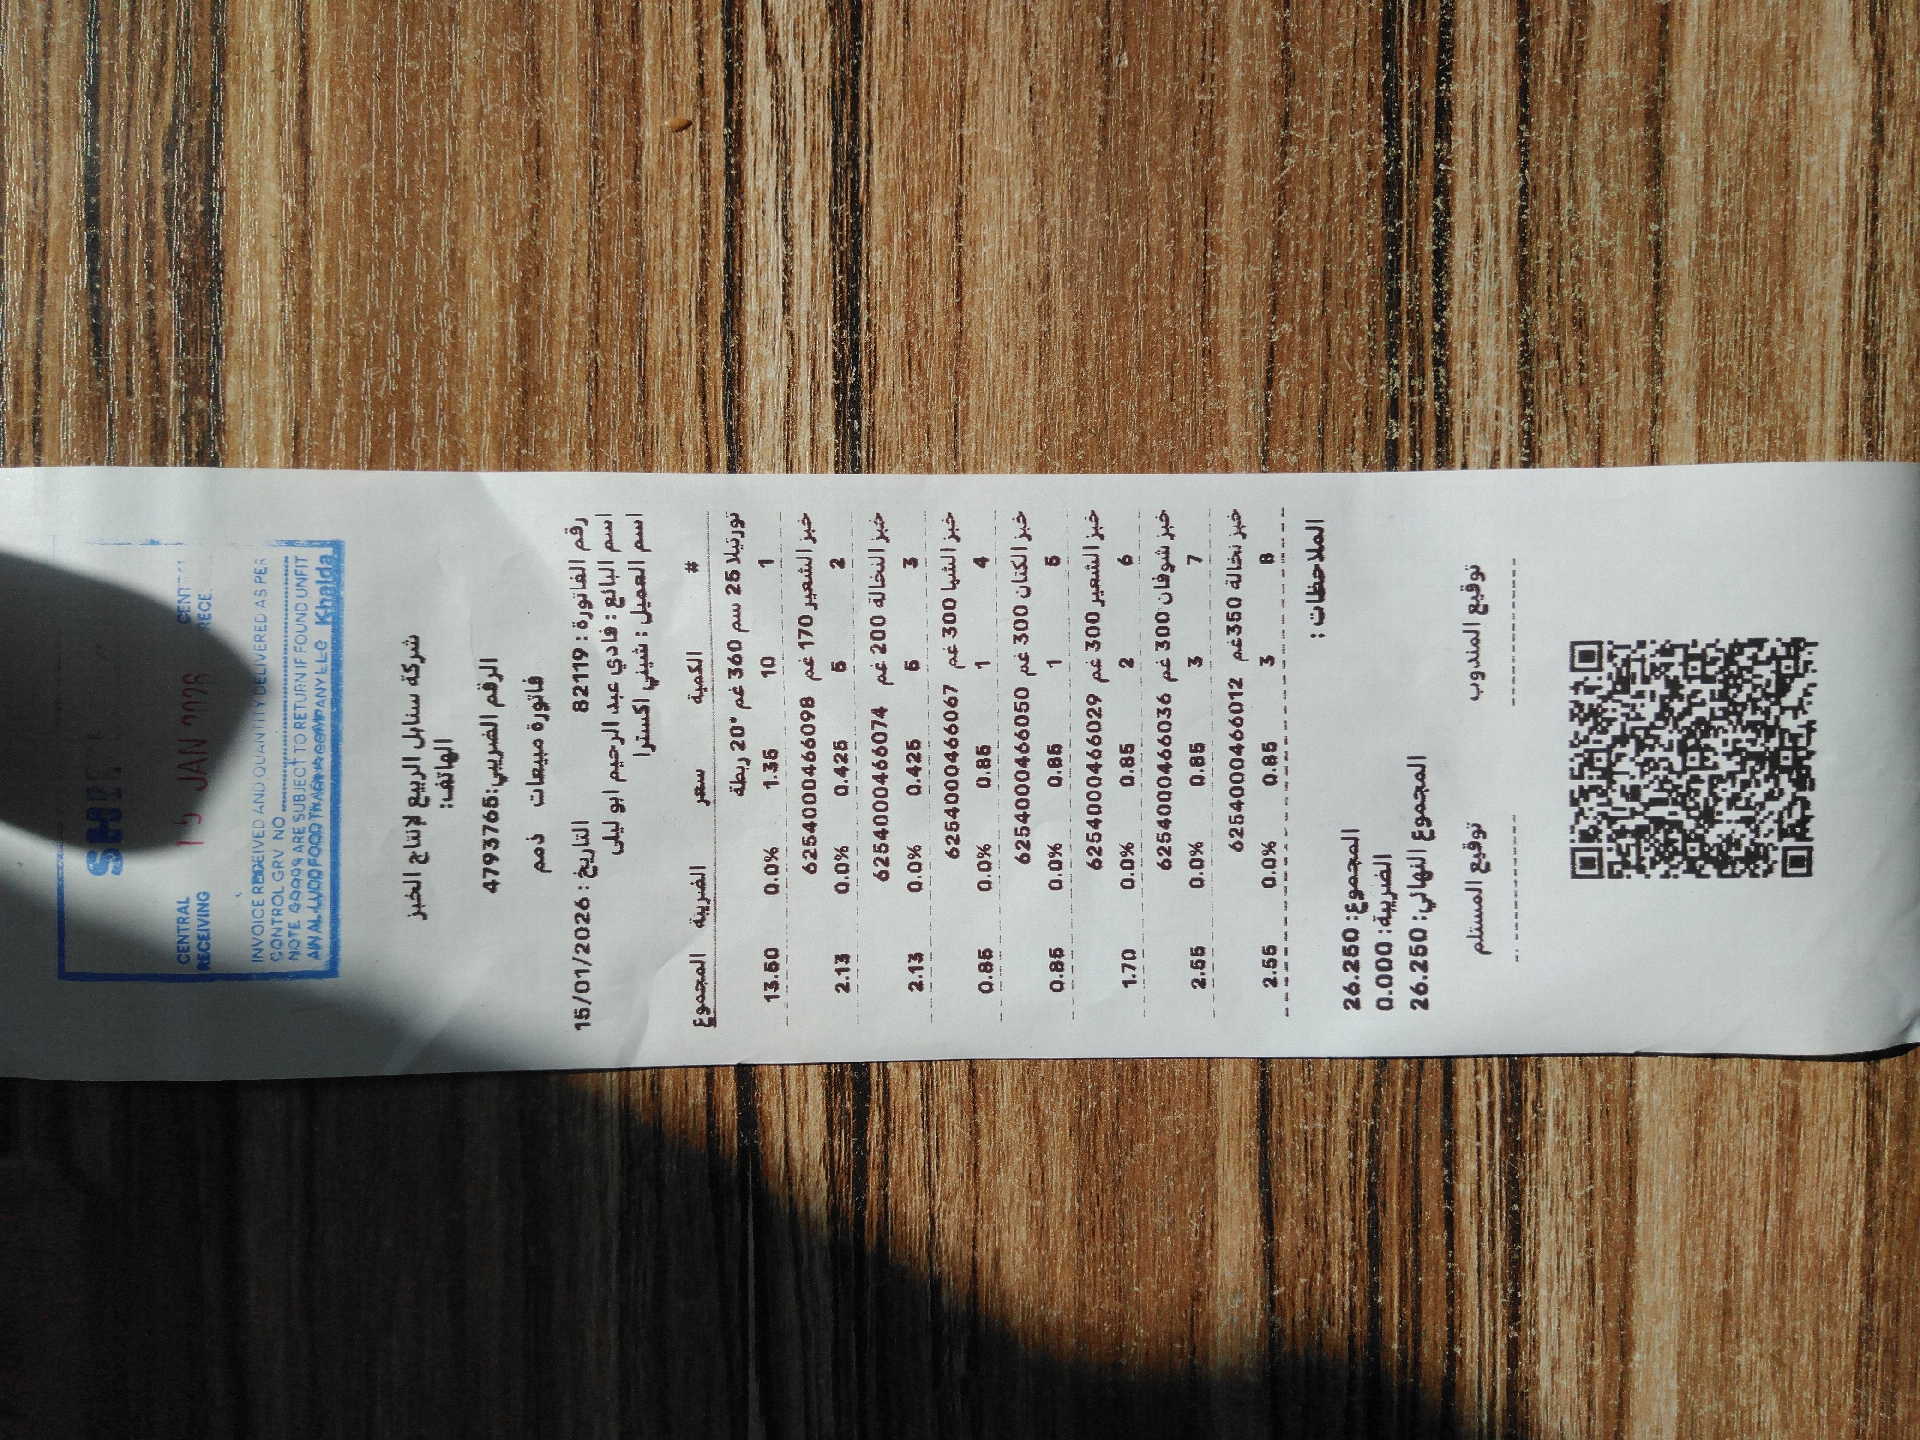 CENTRAL
RECEIVING
15 JAN 2026
INVOICE RECEIVED AND QUANTITY DELIVERED AS PER
CONTROL GRV NO
NOTE GOODS ARE SUBJECT TO RETURN IF FOUND UNFIT
Khalda
شركة سنابل الربيع لإنتاج الخبز
الهاتف:
الرقم الضريبي:4793765
فاتورة مبيعات ذمم
رقم الفاتورة : 82119 التاريخ : 15/01/2026
اسم البائع : فادي عبد الرحيم ابو ليلى
اسم العميل : شيني اكسترا
# الكمية سعر الضريبة المجموع
تورتيلا 25 سم 360 غم "20 ربطة
1 10 1.35 0.0% 13.50
خبز الشعير 170 غم 6254000466098
2 5 0.425 0.0% 2.13
خبز النخالة 200 غم 6254000466074
3 5 0.425 0.0% 2.13
خبز الشيا 300 غم 6254000466067
4 1 0.85 0.0% 0.85
خبز الكتان 300 غم 6254000466050
5 1 0.85 0.0% 0.85
خبز الشعير 300 غم 6254000466029
6 2 0.85 0.0% 1.70
خبز شوفان 300 غم 6254000466036
7 3 0.85 0.0% 2.55
خبز نخالة 350غم 6254000466012
8 3 0.85 0.0% 2.55
الملاحظات :
المجموع: 26.250
الضريبة: 0.000
المجموع النهائي: 26.250
توقيع المندوب توقيع المستلم